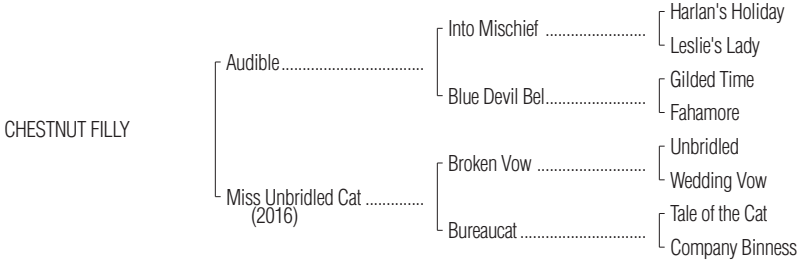 Harlan's Holiday
Into Mischief ........................
Leslie's Lady
Audible..................................
Gilded Time
Blue Devil Bel........................
Fahamore
CHESTNUT FILLY
Unbridled
Broken Vow ..........................
Wedding Vow
Miss Unbridled Cat ..............
(2016)
Tale of the Cat
Bureaucat ..............................
Company Binness